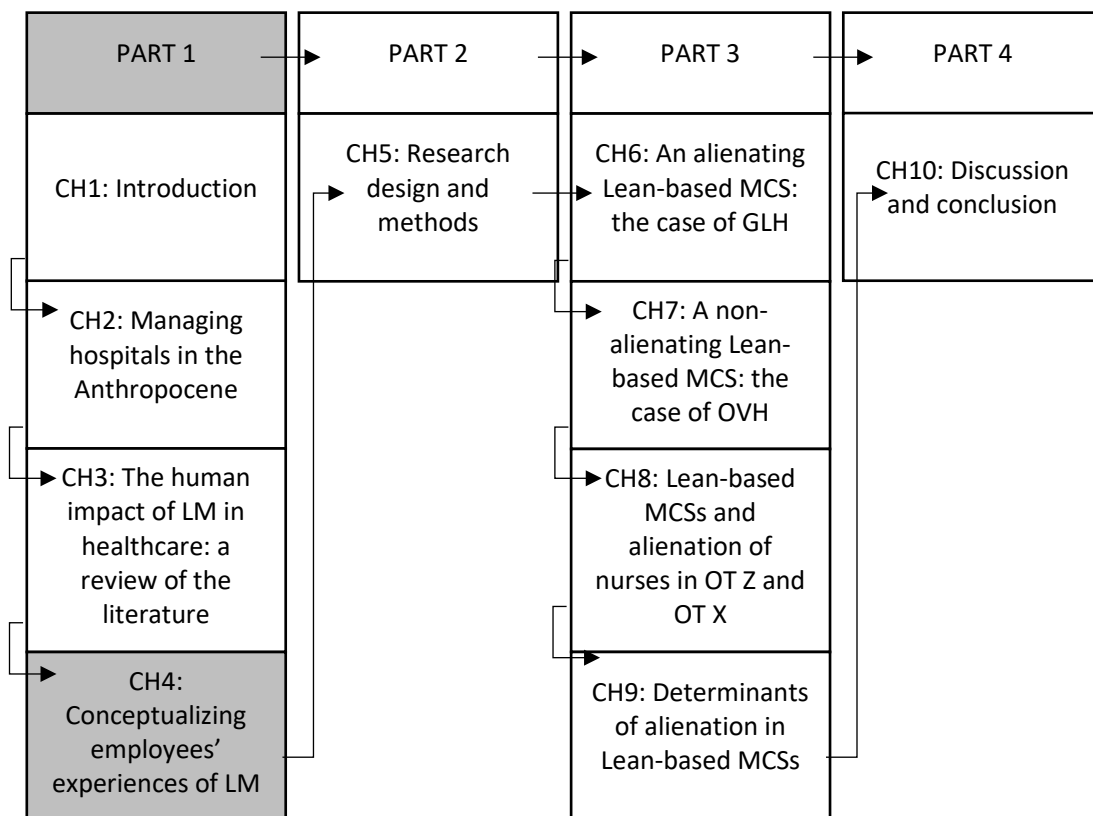 PART 1
CH1: Introduction
CH2: Managing
hospitals in the
Anthropocene
CH3: The human
impact of LM in
healthcare: a
review of the
literature
CH4:
Conceptualizing
employees’
experiences of LM
PART 2
CH5: Research
design and
methods
PART 3
CH6: An alienating
Lean-based MCS:
the case of GLH
CH7: A non-
alienating Lean-
based MCS: the
case of OVH
CH8: Lean-based
MCSs and
alienation of
nurses in OT Z and
OT X
CH9: Determinants
of alienation in
Lean-based MCSs
PART 4
CH10: Discussion
and conclusion